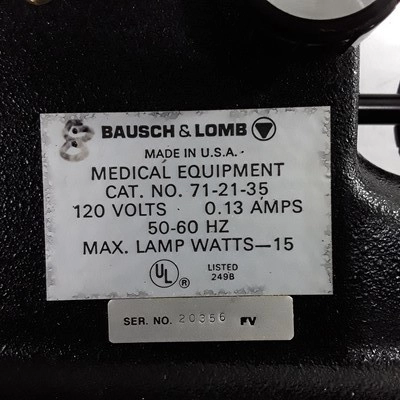 8 BAUSCH & LOMB
MADE IN U.S.A.
MEDICAL EQUIPMENT
CAT. NO. 71-21-35
120 VOLTS · 0.13 AMPS
50-60 HZ
MAX. LAMP WATTS—15
UL ® LISTED
249B
SER. NO. 20356 FV